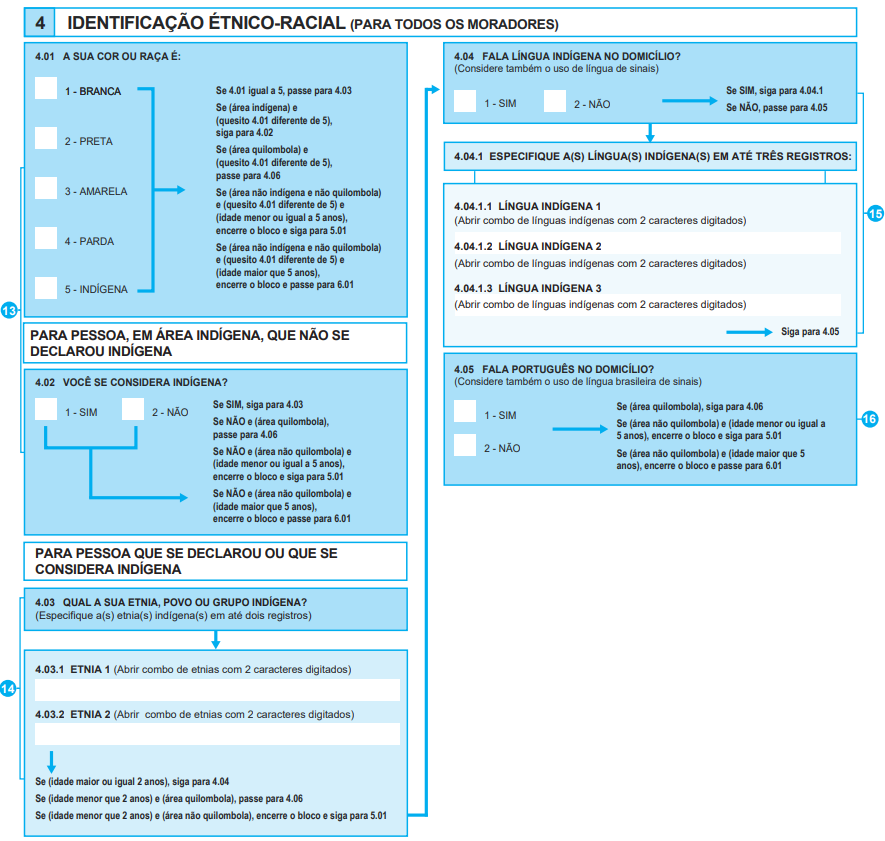 4 IDENTIFICAÇÃO ÉTNICO-RACIAL (PARA TODOS OS MORADORES)
4.01 A SUA COR OU RAÇA É:
1 - BRANCA
2 - PRETA
3 - AMARELA
4 - PARDA
5 - INDÍGENA
Se 4.01 igual a 5, passe para 4.03
Se (área indígena) e
(quesito 4.01 diferente de 5),
siga para 4.02
Se (área quilombola) e
(quesito 4.01 diferente de 5),
passe para 4.06
Se (área não indígena e não quilombola)
e (quesito 4.01 diferente de 5) e
(idade menor ou igual a 5 anos),
encerre o bloco e siga para 5.01
Se (área não indígena e não quilombola)
e (quesito 4.01 diferente de 5) e
(idade maior que 5 anos),
encerre o bloco e passe para 6.01
13
PARA PESSOA, EM ÁREA INDÍGENA, QUE NÃO SE
DECLAROU INDÍGENA
4.02 VOCÊ SE CONSIDERA INDÍGENA?
1 - SIM 2 - NÃO
Se SIM, siga para 4.03
Se NÃO e (área quilombola),
passe para 4.06
Se NÃO e (área não quilombola) e
(idade menor ou igual a 5 anos),
encerre o bloco e siga para 5.01
Se NÃO e (área não quilombola) e
(idade maior que 5 anos),
encerre o bloco e passe para 6.01
PARA PESSOA QUE SE DECLAROU OU QUE SE
CONSIDERA INDÍGENA
4.03 QUAL A SUA ETNIA, POVO OU GRUPO INDÍGENA?
(Especifique a(s) etnia(s) indígena(s) em até dois registros)
14
4.03.1 ETNIA 1 (Abrir combo de etnias com 2 caracteres digitados)
4.03.2 ETNIA 2 (Abrir combo de etnias com 2 caracteres digitados)
Se (idade maior ou igual 2 anos), siga para 4.04
Se (idade menor que 2 anos) e (área quilombola), passe para 4.06
Se (idade menor que 2 anos) e (área não quilombola), encerre o bloco e siga para 5.01
4.04 FALA LÍNGUA INDÍGENA NO DOMICÍLIO?
(Considere também o uso de língua de sinais)
1 - SIM 2 - NÃO
Se SIM, siga para 4.04.1
Se NÃO, passe para 4.05
4.04.1 ESPECIFIQUE A(S) LÍNGUA(S) INDÍGENA(S) EM ATÉ TRÊS REGISTROS:
15
4.04.1.1 LÍNGUA INDÍGENA 1
(Abrir combo de línguas indígenas com 2 caracteres digitados)
4.04.1.2 LÍNGUA INDÍGENA 2
(Abrir combo de línguas indígenas com 2 caracteres digitados)
4.04.1.3 LÍNGUA INDÍGENA 3
(Abrir combo de línguas indígenas com 2 caracteres digitados)
Siga para 4.05
4.05 FALA PORTUGUÊS NO DOMICÍLIO?
(Considere também o uso de língua brasileira de sinais)
1 - SIM
2 - NÃO
Se (área quilombola), siga para 4.06
Se (área não quilombola) e (idade menor ou igual a
5 anos), encerre o bloco e siga para 5.01
Se (área não quilombola) e (idade maior que 5
anos), encerre o bloco e passe para 6.01
16